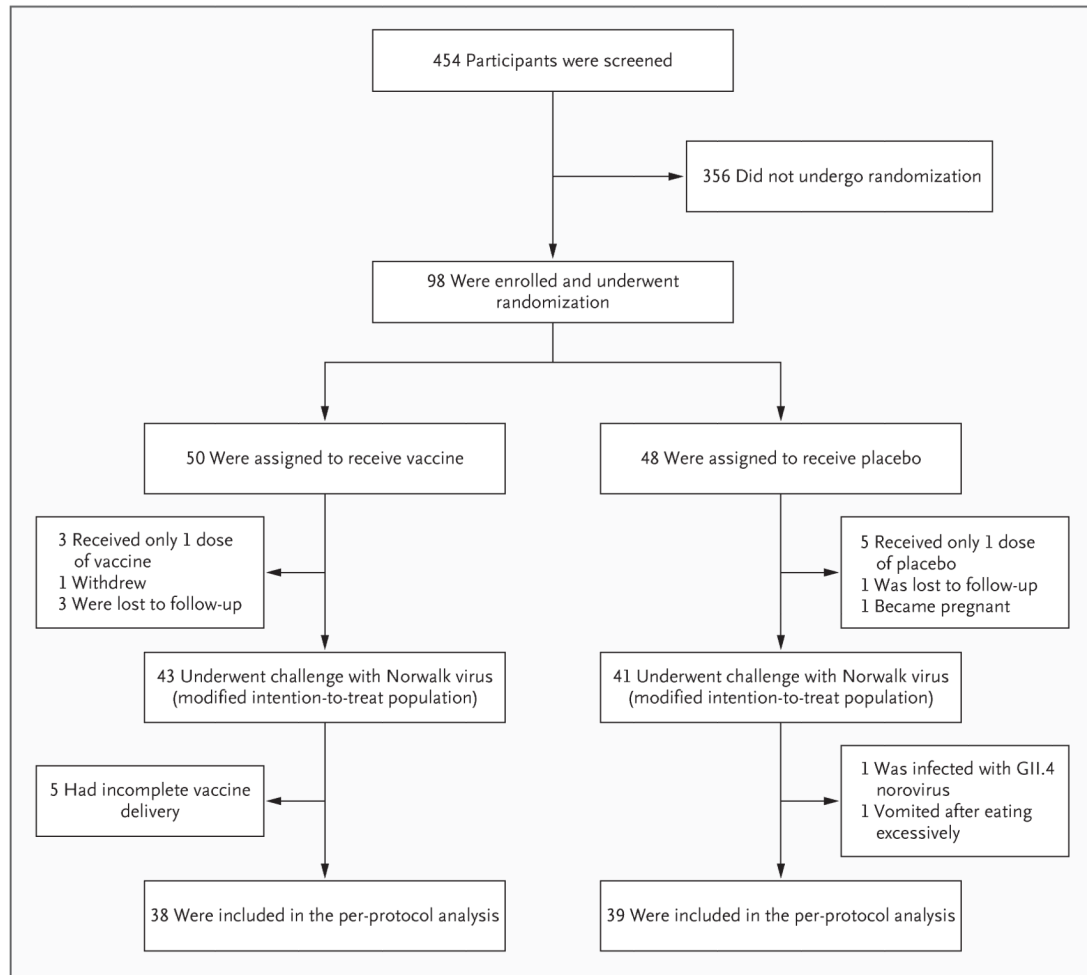 454 Participants were screened
356 Did not undergo randomization
98 Were enrolled and underwent
randomization
50 Were assigned to receive vaccine
48 Were assigned to receive placebo
3 Received only 1 dose
of vaccine
1 Withdrew
3 Were lost to follow-up
5 Received only 1 dose
of placebo
1 Was lost to follow-up
1 Became pregnant
43 Underwent challenge with Norwalk virus
(modified intention-to-treat population)
41 Underwent challenge with Norwalk virus
(modified intention-to-treat population)
5 Had incomplete vaccine
delivery
1 Was infected with GII.4
norovirus
1 Vomited after eating
excessively
38 Were included in the per-protocol analysis
39 Were included in the per-protocol analysis